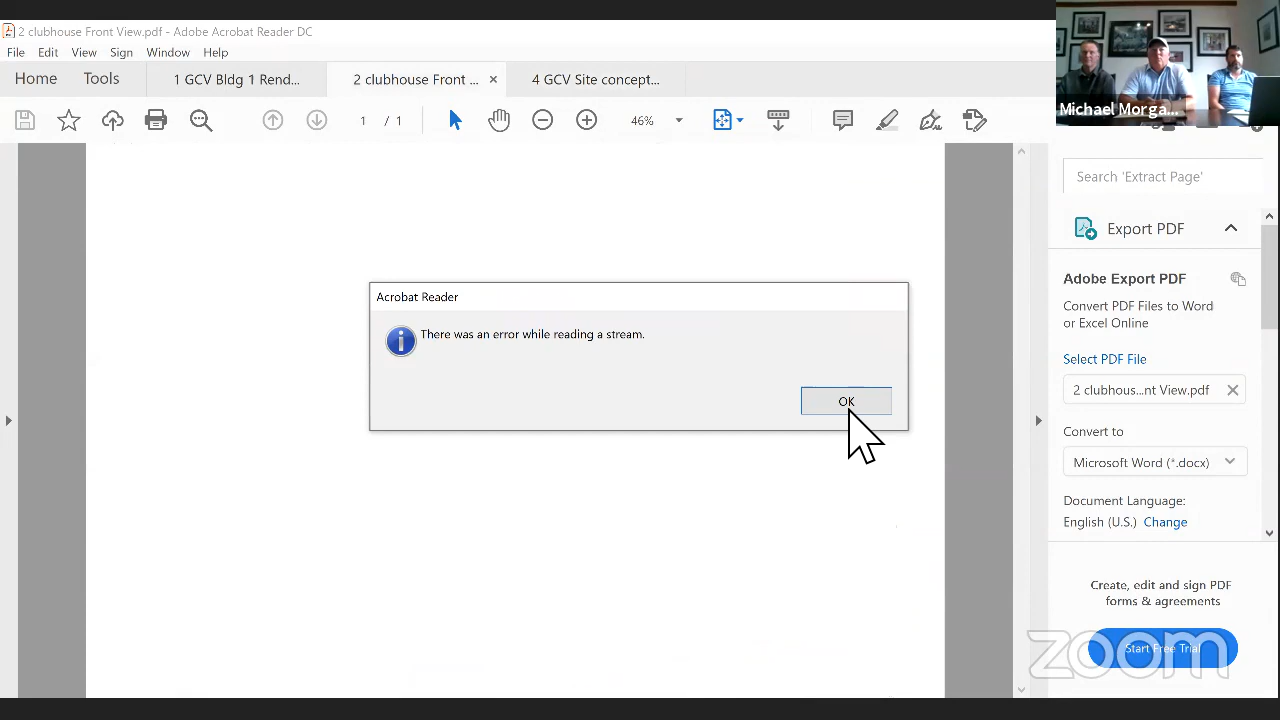 2 clubhouse Front View.pdf - Adobe Acrobat Reader DC
File Edit View Sign Window Help
Home Tools 1 GCV Bldg 1 Rend... 2 clubhouse Front ... 4 GCV Site concept...
Michael Morga...
1 / 1 46%
Search 'Extract Page'
Export PDF
Adobe Export PDF
Convert PDF Files to Word
or Excel Online
Select PDF File
2 clubhous...nt View.pdf
Convert to
Microsoft Word (*.docx)
Document Language:
English (U.S.) Change
Create, edit and sign PDF
forms & agreements
Start Free Trial
Acrobat Reader
There was an error while reading a stream.
OK
zoom